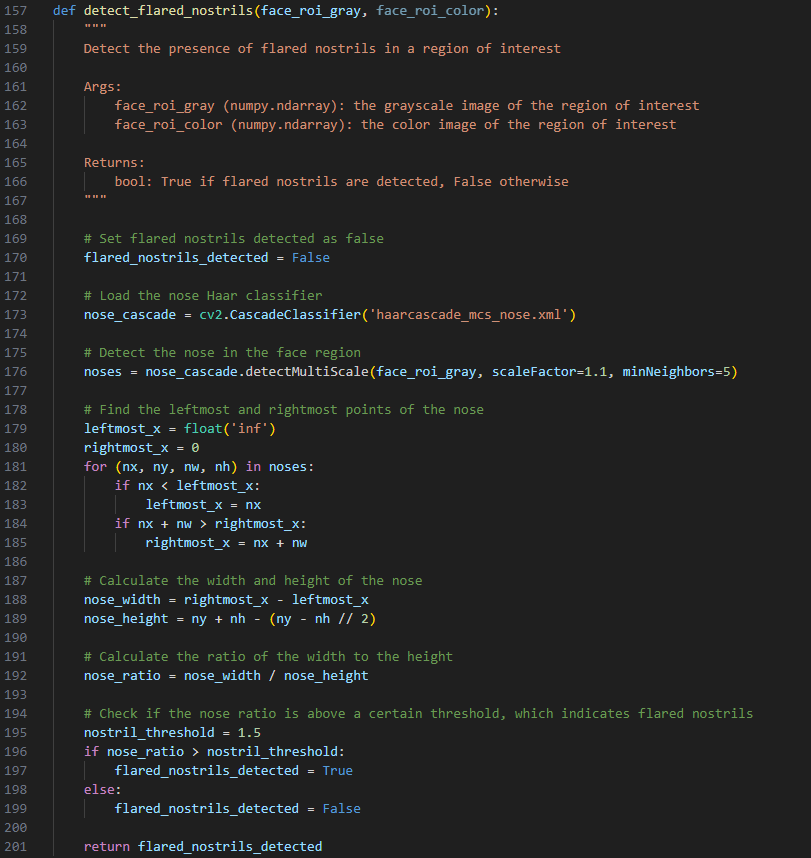 157 def detect_flared_nostrils(face_roi_gray, face_roi_color):
158 """
159 Detect the presence of flared nostrils in a region of interest
160
161 Args:
162 face_roi_gray (numpy.ndarray): the grayscale image of the region of interest
163 face_roi_color (numpy.ndarray): the color image of the region of interest
164
165 Returns:
166 bool: True if flared nostrils are detected, False otherwise
167 """
168
169 # Set flared nostrils detected as false
170 flared_nostrils_detected = False
171
172 # Load the nose Haar classifier
173 nose_cascade = cv2.CascadeClassifier('haarcascade_mcs_nose.xml')
174
175 # Detect the nose in the face region
176 noses = nose_cascade.detectMultiScale(face_roi_gray, scaleFactor=1.1, minNeighbors=5)
177
178 # Find the leftmost and rightmost points of the nose
179 leftmost_x = float('inf')
180 rightmost_x = 0
181 for (nx, ny, nw, nh) in noses:
182 if nx < leftmost_x:
183 leftmost_x = nx
184 if nx + nw > rightmost_x:
185 rightmost_x = nx + nw
186
187 # Calculate the width and height of the nose
188 nose_width = rightmost_x - leftmost_x
189 nose_height = ny + nh - (ny - nh // 2)
190
191 # Calculate the ratio of the width to the height
192 nose_ratio = nose_width / nose_height
193
194 # Check if the nose ratio is above a certain threshold, which indicates flared nostrils
195 nostril_threshold = 1.5
196 if nose_ratio > nostril_threshold:
197 flared_nostrils_detected = True
198 else:
199 flared_nostrils_detected = False
200
201 return flared_nostrils_detected